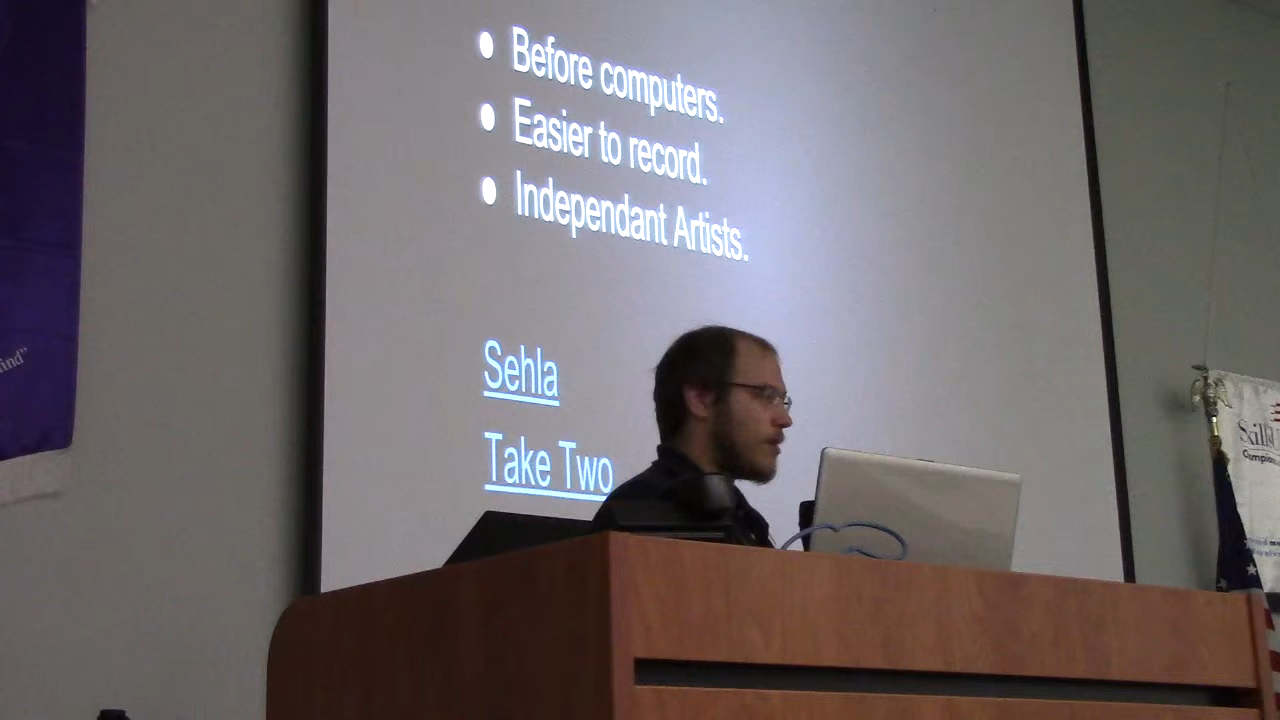 • Before computers.
• Easier to record.
• Independant Artists.
Sehla
Take Two